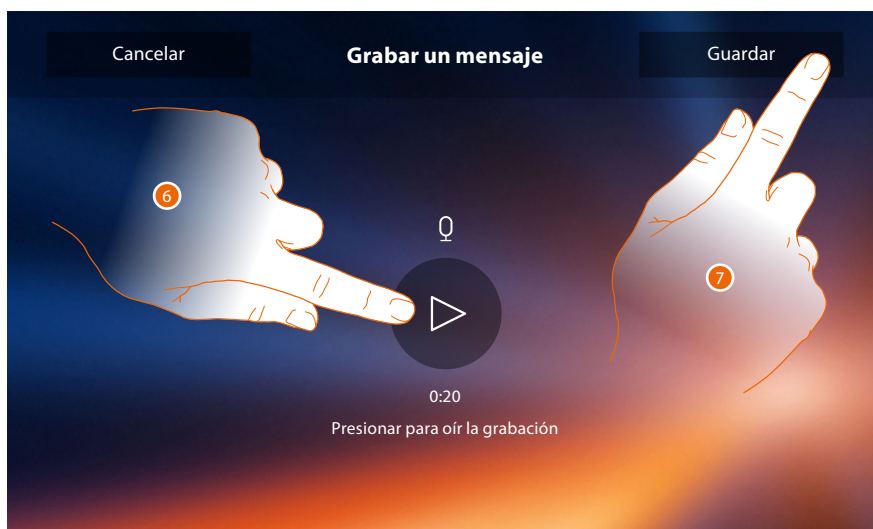 Cancelar
Grabar un mensaje
Guardar
6
7
0:20
Presionar para oír la grabación